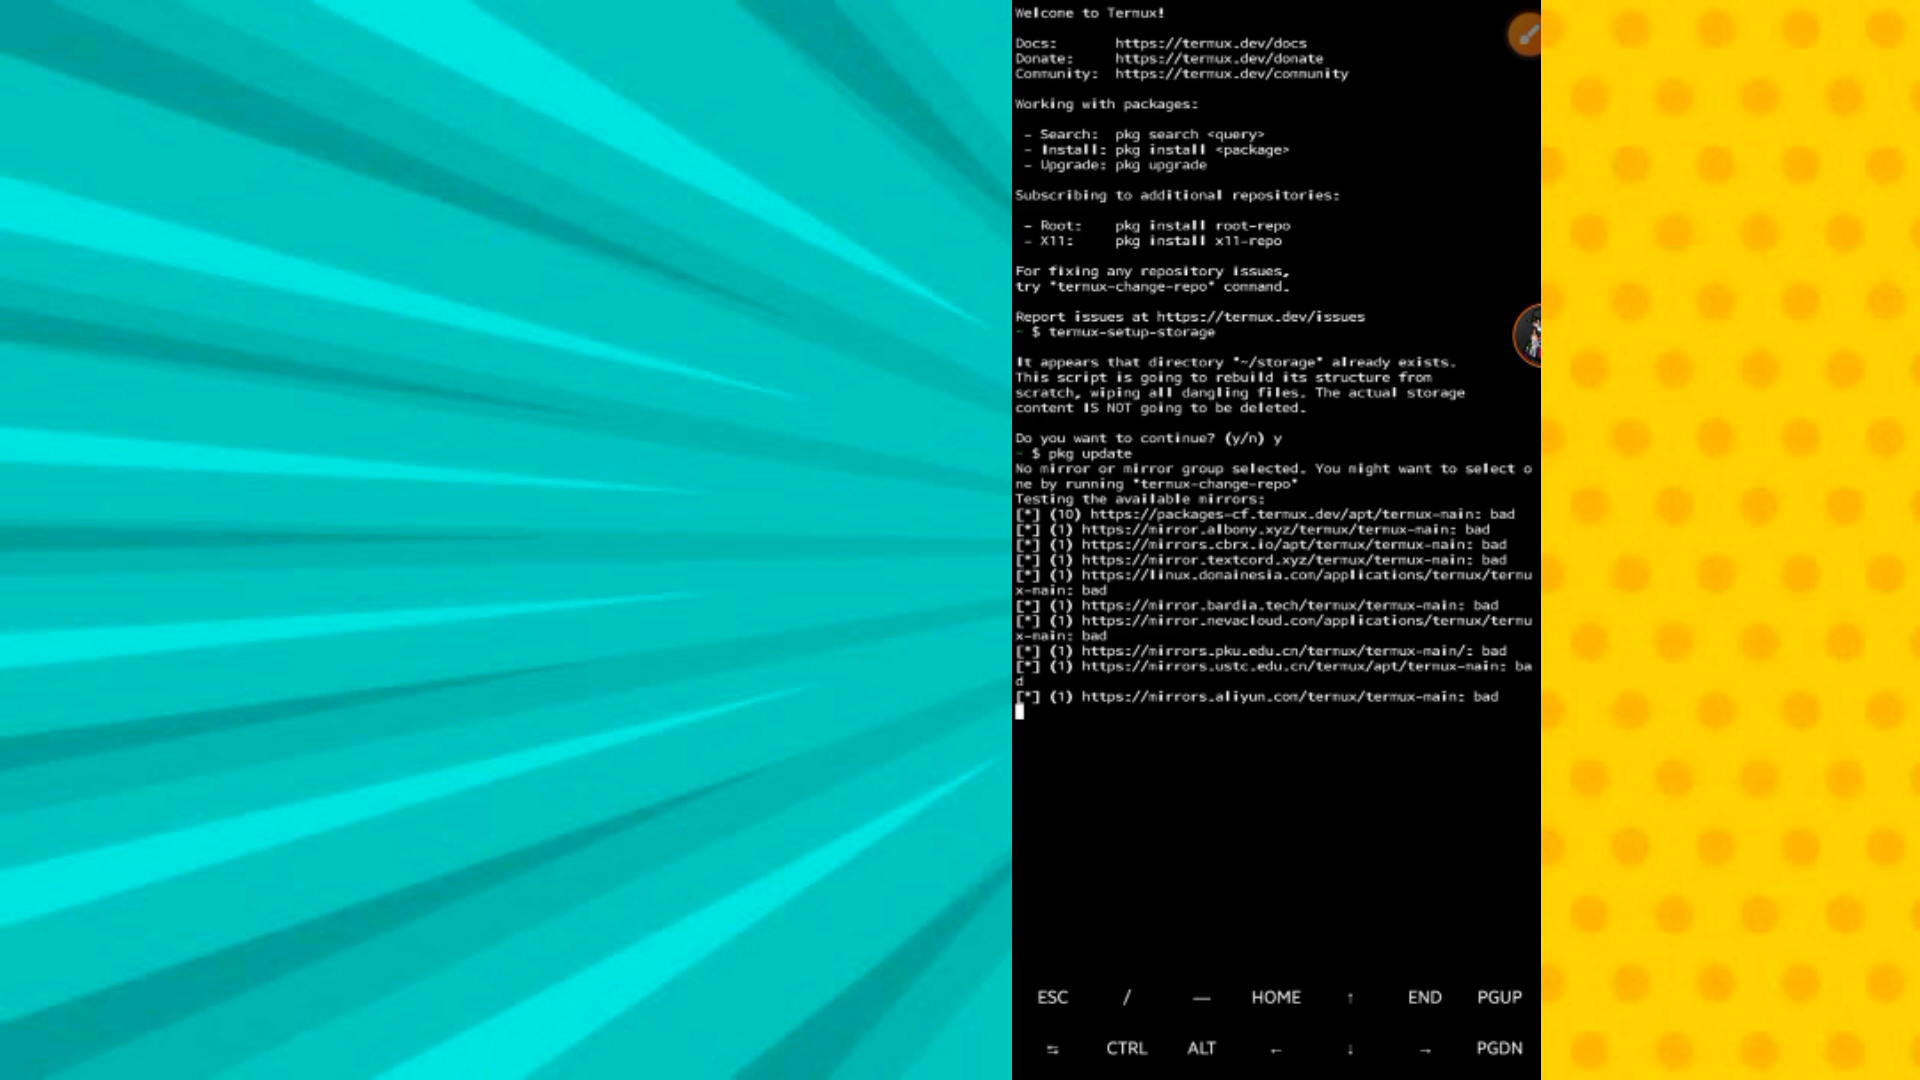 Welcome to Termux!
Docs: https://termux.dev/docs
Donate: https://termux.dev/donate
Community: https://termux.dev/community
Working with packages:
- Search: pkg search <query>
- Install: pkg install <package>
- Upgrade: pkg upgrade
Subscribing to additional repositories:
- Root: pkg install root-repo
- X11: pkg install x11-repo
For fixing any repository issues,
try "termux-change-repo" command.
Report issues at https://termux.dev/issues
~ $ termux-setup-storage
It appears that directory "~/storage" already exists.
This script is going to rebuild its structure from
scratch, wiping all dangling files. The actual storage
content IS NOT going to be deleted.
Do you want to continue? (y/n) y
~ $ pkg update
No mirror or mirror group selected. You might want to select o
ne by running "termux-change-repo"
Testing the available mirrors:
[*] (10) https://packages-cf.termux.dev/apt/termux-main: bad
[*] (1) https://mirror.albony.xyz/termux/termux-main: bad
[*] (1) https://mirrors.cbrx.io/apt/termux/termux-main: bad
[*] (1) https://mirror.textcord.xyz/termux/termux-main: bad
[*] (1) https://linux.domainesia.com/applications/termux/termu
x-main: bad
[*] (1) https://mirror.bardia.tech/termux/termux-main: bad
[*] (1) https://mirror.nevacloud.com/applications/termux/termu
x-main: bad
[*] (1) https://mirrors.pku.edu.cn/termux/termux-main/: bad
[*] (1) https://mirrors.ustc.edu.cn/termux/apt/termux-main: ba
d
[*] (1) https://mirrors.aliyun.com/termux/termux-main: bad
ESC / — HOME ↑ END PGUP
⇆ CTRL ALT ← ↓ → PGDN